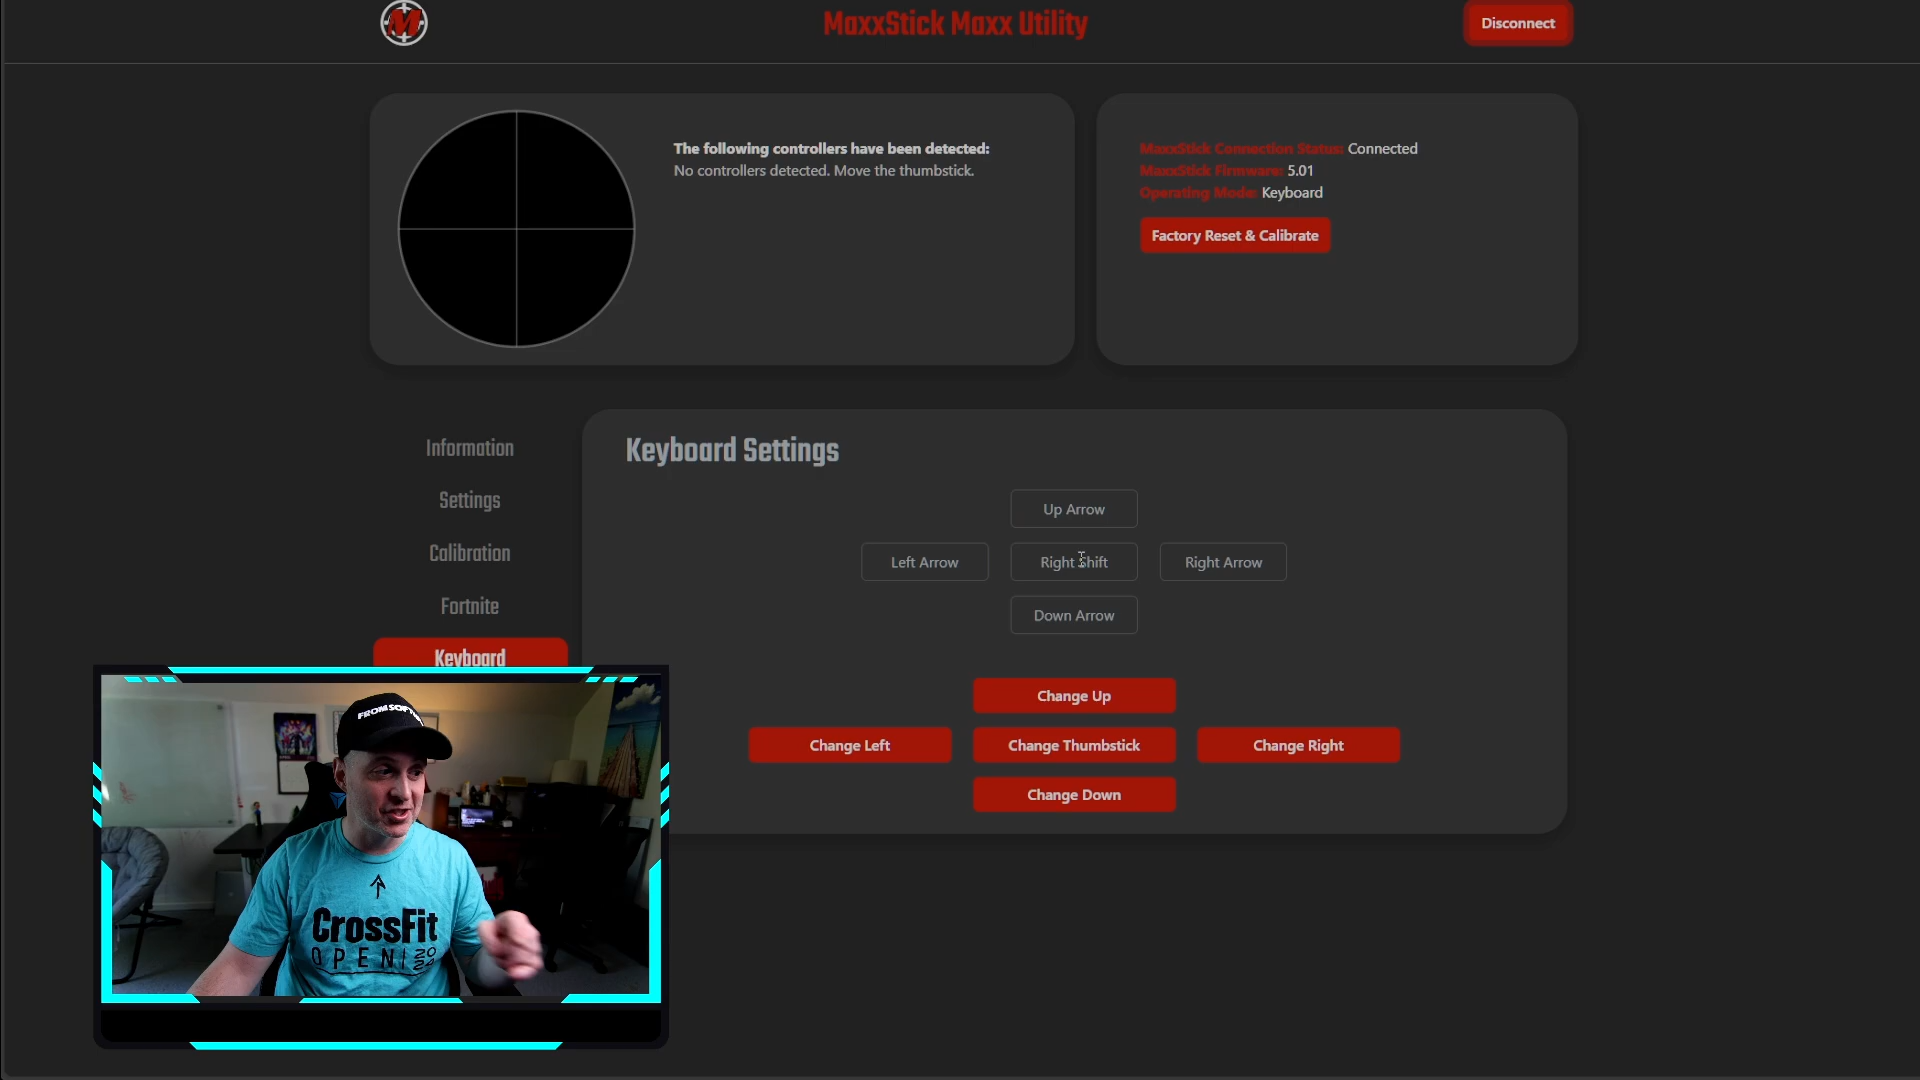 M
MaxxStick Maxx Utility
Disconnect
The following controllers have been detected:
No controllers detected. Move the thumbstick.
MaxxStick Connection Status: Connected
MaxxStick Firmware: 5.01
Operating Mode: Keyboard
Factory Reset & Calibrate
Information
Settings
Calibration
Fortnite
Keyboard
Keyboard Settings
Up Arrow
Left Arrow
Right Shift
Right Arrow
Down Arrow
Change Up
Change Left
Change Thumbstick
Change Right
Change Down
CrossFit
OPEN 2024